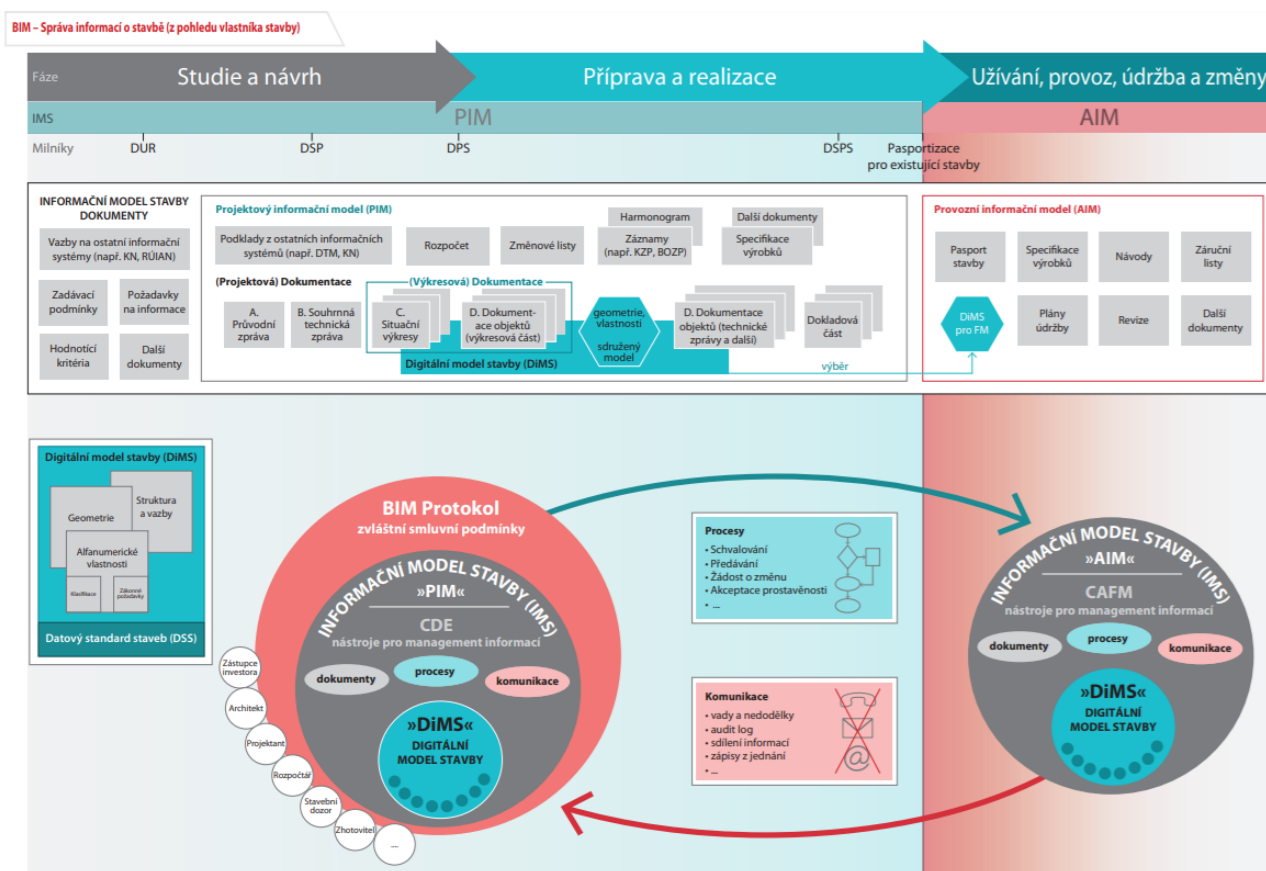 BIM – Správa informací o stavbě (z pohledu vlastníka stavby)
Fáze
Studie a návrh
Příprava a realizace
Užívání, provoz, údržba a změny
IMS
PIM
AIM
Milníky
DUR
DSP
DPS
DSPS
Pasportizace
pro existující stavby
INFORMAČNÍ MODEL STAVBY
DOKUMENTY
Vazby na ostatní informační
systémy (např. KN, RÚIAN)
Zadávací
podmínky
Požadavky
na informace
Hodnotící
kritéria
Další
dokumenty
Projektový informační model (PIM)
Podklady z ostatních informačních
systémů (např. DTM, KN)
Rozpočet
Změnové listy
Harmonogram
Záznamy
(např. KZP, BOZP)
Další dokumenty
Specifikace
výrobků
(Projektová) Dokumentace
(Výkresová) Dokumentace
A.
Průvodní
zpráva
B. Souhrnná
technická
zpráva
C.
Situační
výkresy
D. Dokument-
ace objektů
(výkresová část)
geometrie,
vlastnosti
sdružený
model
D. Dokumentace
objektů (technické
zprávy a další)
Dokladová
část
Digitální model stavby (DiMS)
výběr
Provozní informační model (AIM)
Pasport
stavby
Specifikace
výrobků
Návody
Záruční
listy
DiMS
pro FM
Plány
údržby
Revize
Další
dokumenty
Digitální model stavby (DiMS)
Struktura
a vazby
Geometrie
Alfanumerické
vlastnosti
Klasifikace
Zákonné
požadavky
Datový standard staveb (DSS)
BIM Protokol
zvláštní smluvní podmínky
INFORMAČNÍ MODEL STAVBY (IMS)
»PIM«
CDE
nástroje pro management informací
dokumenty
procesy
komunikace
»DiMS«
DIGITÁLNÍ
MODEL STAVBY
Zástupce
investora
Architekt
Projektant
Rozpočtář
Stavební
dozor
Zhotovitel
...
Procesy
• Schvalování
• Předávání
• Žádost o změnu
• Akceptace prostavěnosti
• ...
Komunikace
• vady a nedodělky
• audit log
• sdílení informací
• zápisy z jednání
• ...
@
INFORMAČNÍ MODEL STAVBY (IMS)
»AIM«
CAFM
nástroje pro management informací
dokumenty
procesy
komunikace
»DiMS«
DIGITÁLNÍ
MODEL STAVBY